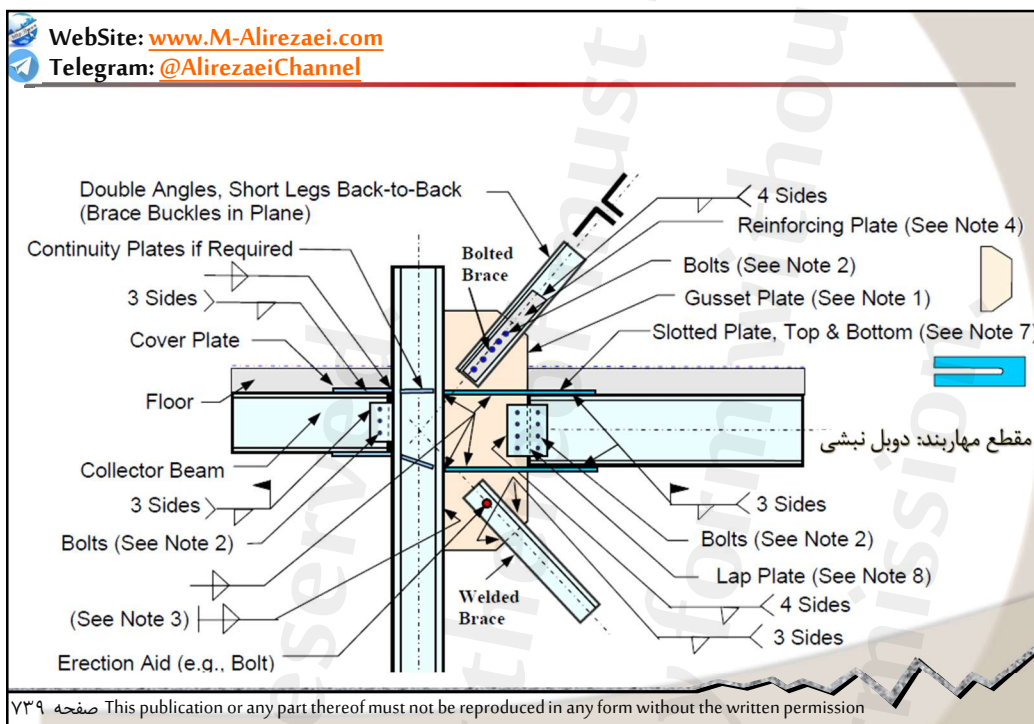 WebSite: www.M-Alirezaei.com
Telegram: @AlirezaeiChannel
Double Angles, Short Legs Back-to-Back
(Brace Buckles in Plane)
Continuity Plates if Required
3 Sides
Cover Plate
Floor
Collector Beam
3 Sides
Bolts (See Note 2)
(See Note 3)
Erection Aid (e.g., Bolt)
Bolted
Brace
Welded
Brace
4 Sides
Reinforcing Plate (See Note 4)
Bolts (See Note 2)
Gusset Plate (See Note 1)
Slotted Plate, Top & Bottom (See Note 7)
مقطع مهاربند: دوبل نبشی
3 Sides
Bolts (See Note 2)
Lap Plate (See Note 8)
4 Sides
3 Sides
صفحه ۷۳۹ This publication or any part thereof must not be reproduced in any form without the written permission